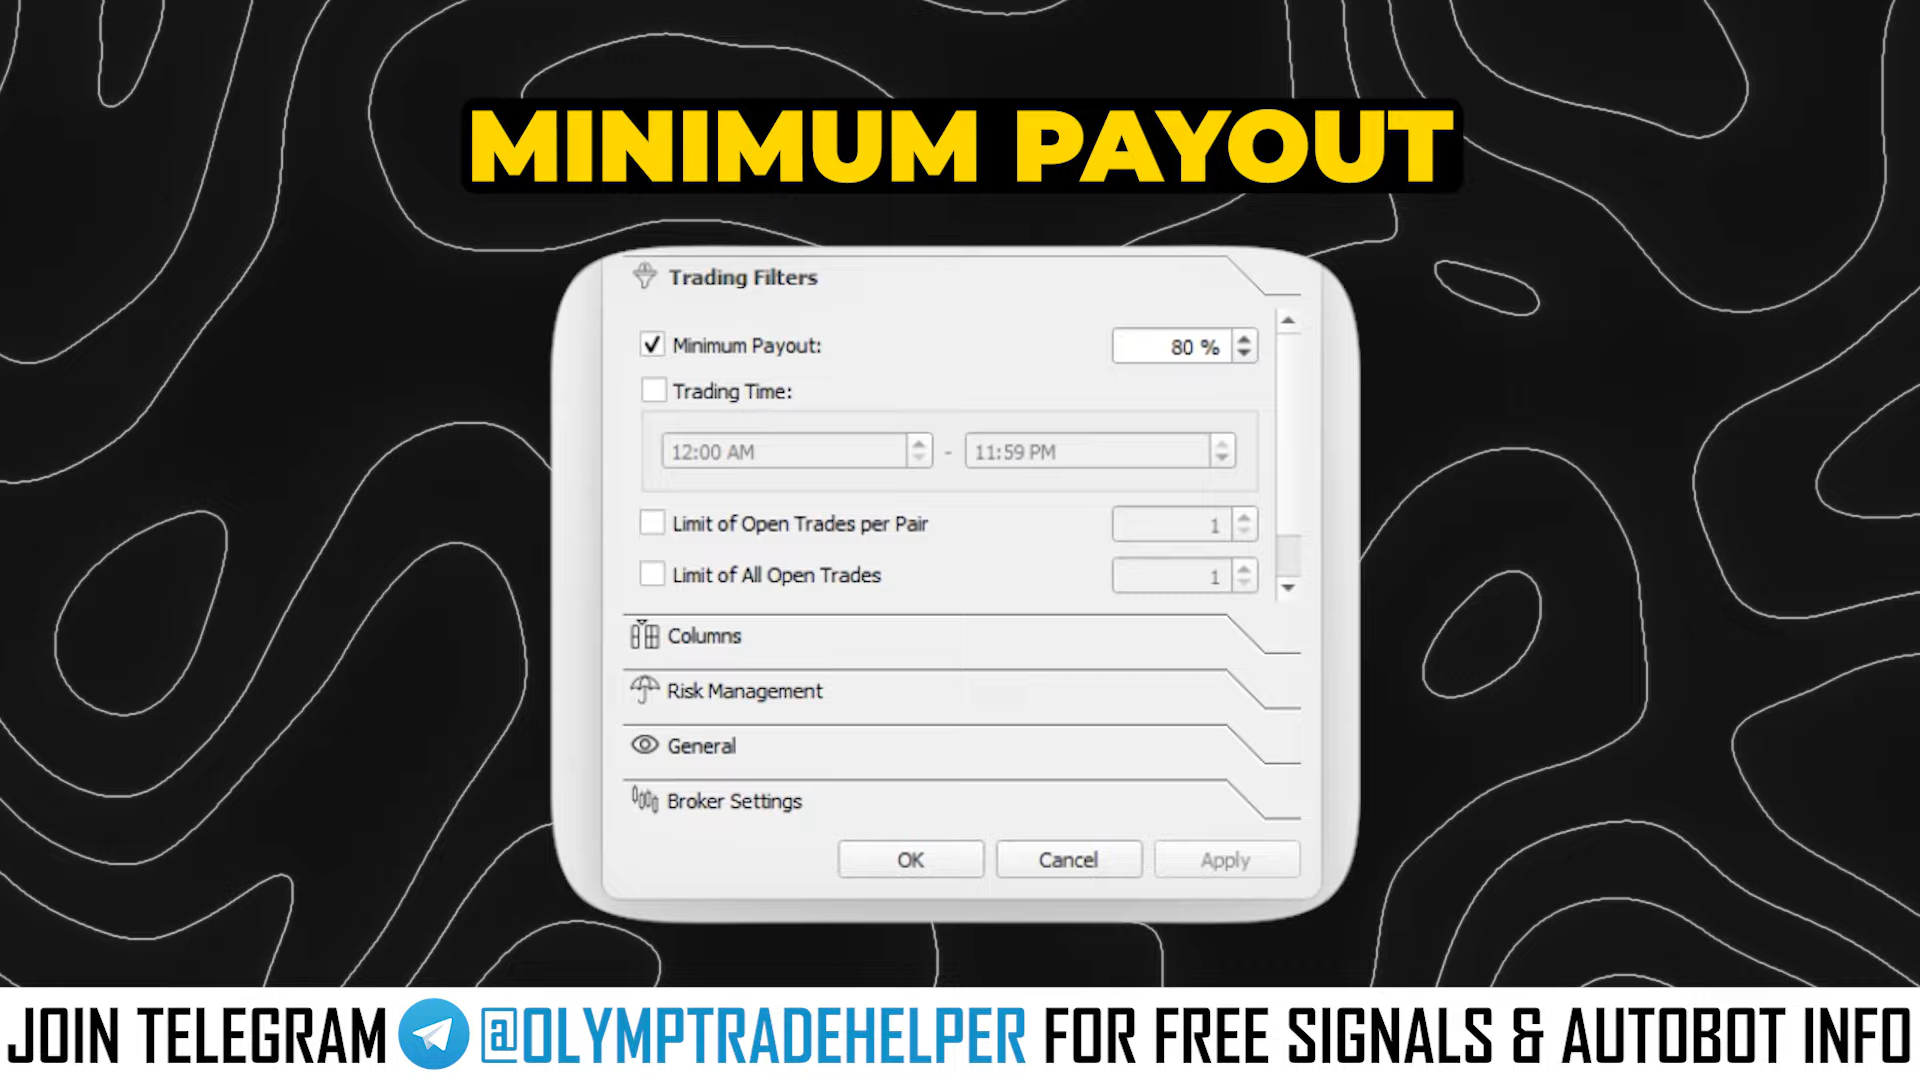 MINIMUM PAYOUT
Trading Filters
Minimum Payout: 80 %
Trading Time:
12:00 AM - 11:59 PM
Limit of Open Trades per Pair 1
Limit of All Open Trades 1
Columns
Risk Management
General
Broker Settings
OK Cancel Apply
JOIN TELEGRAM @OLYMPTRADEHELPER FOR FREE SIGNALS & AUTOBOT INFO